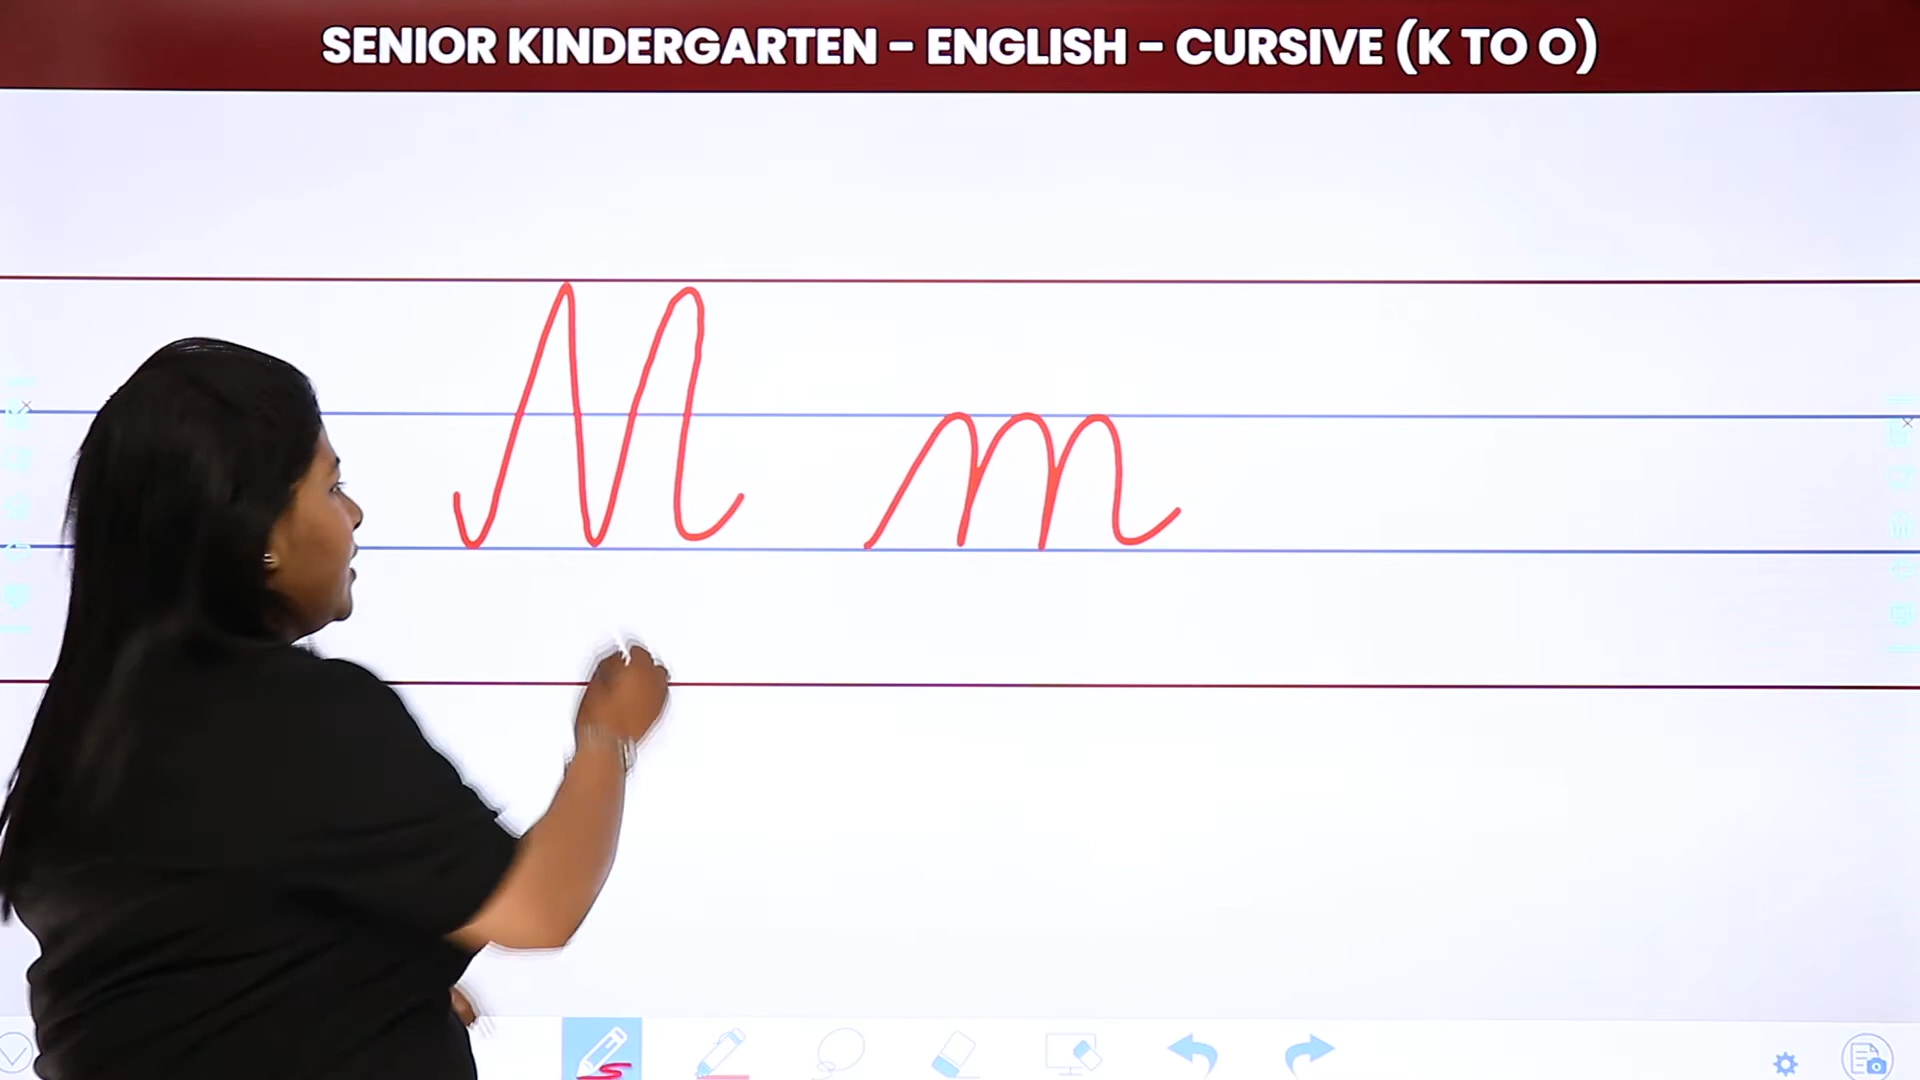 SENIOR KINDERGARTEN – ENGLISH – CURSIVE (K TO O)
M m